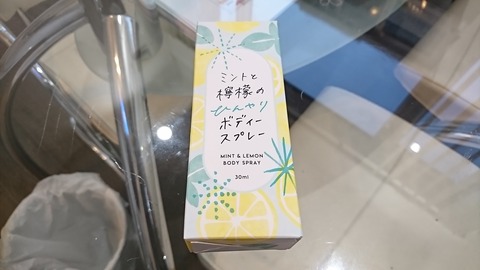 ミントと
檸檬の
ひんやり
ボディー
スプレー
MINT & LEMON
BODY SPRAY
30ml